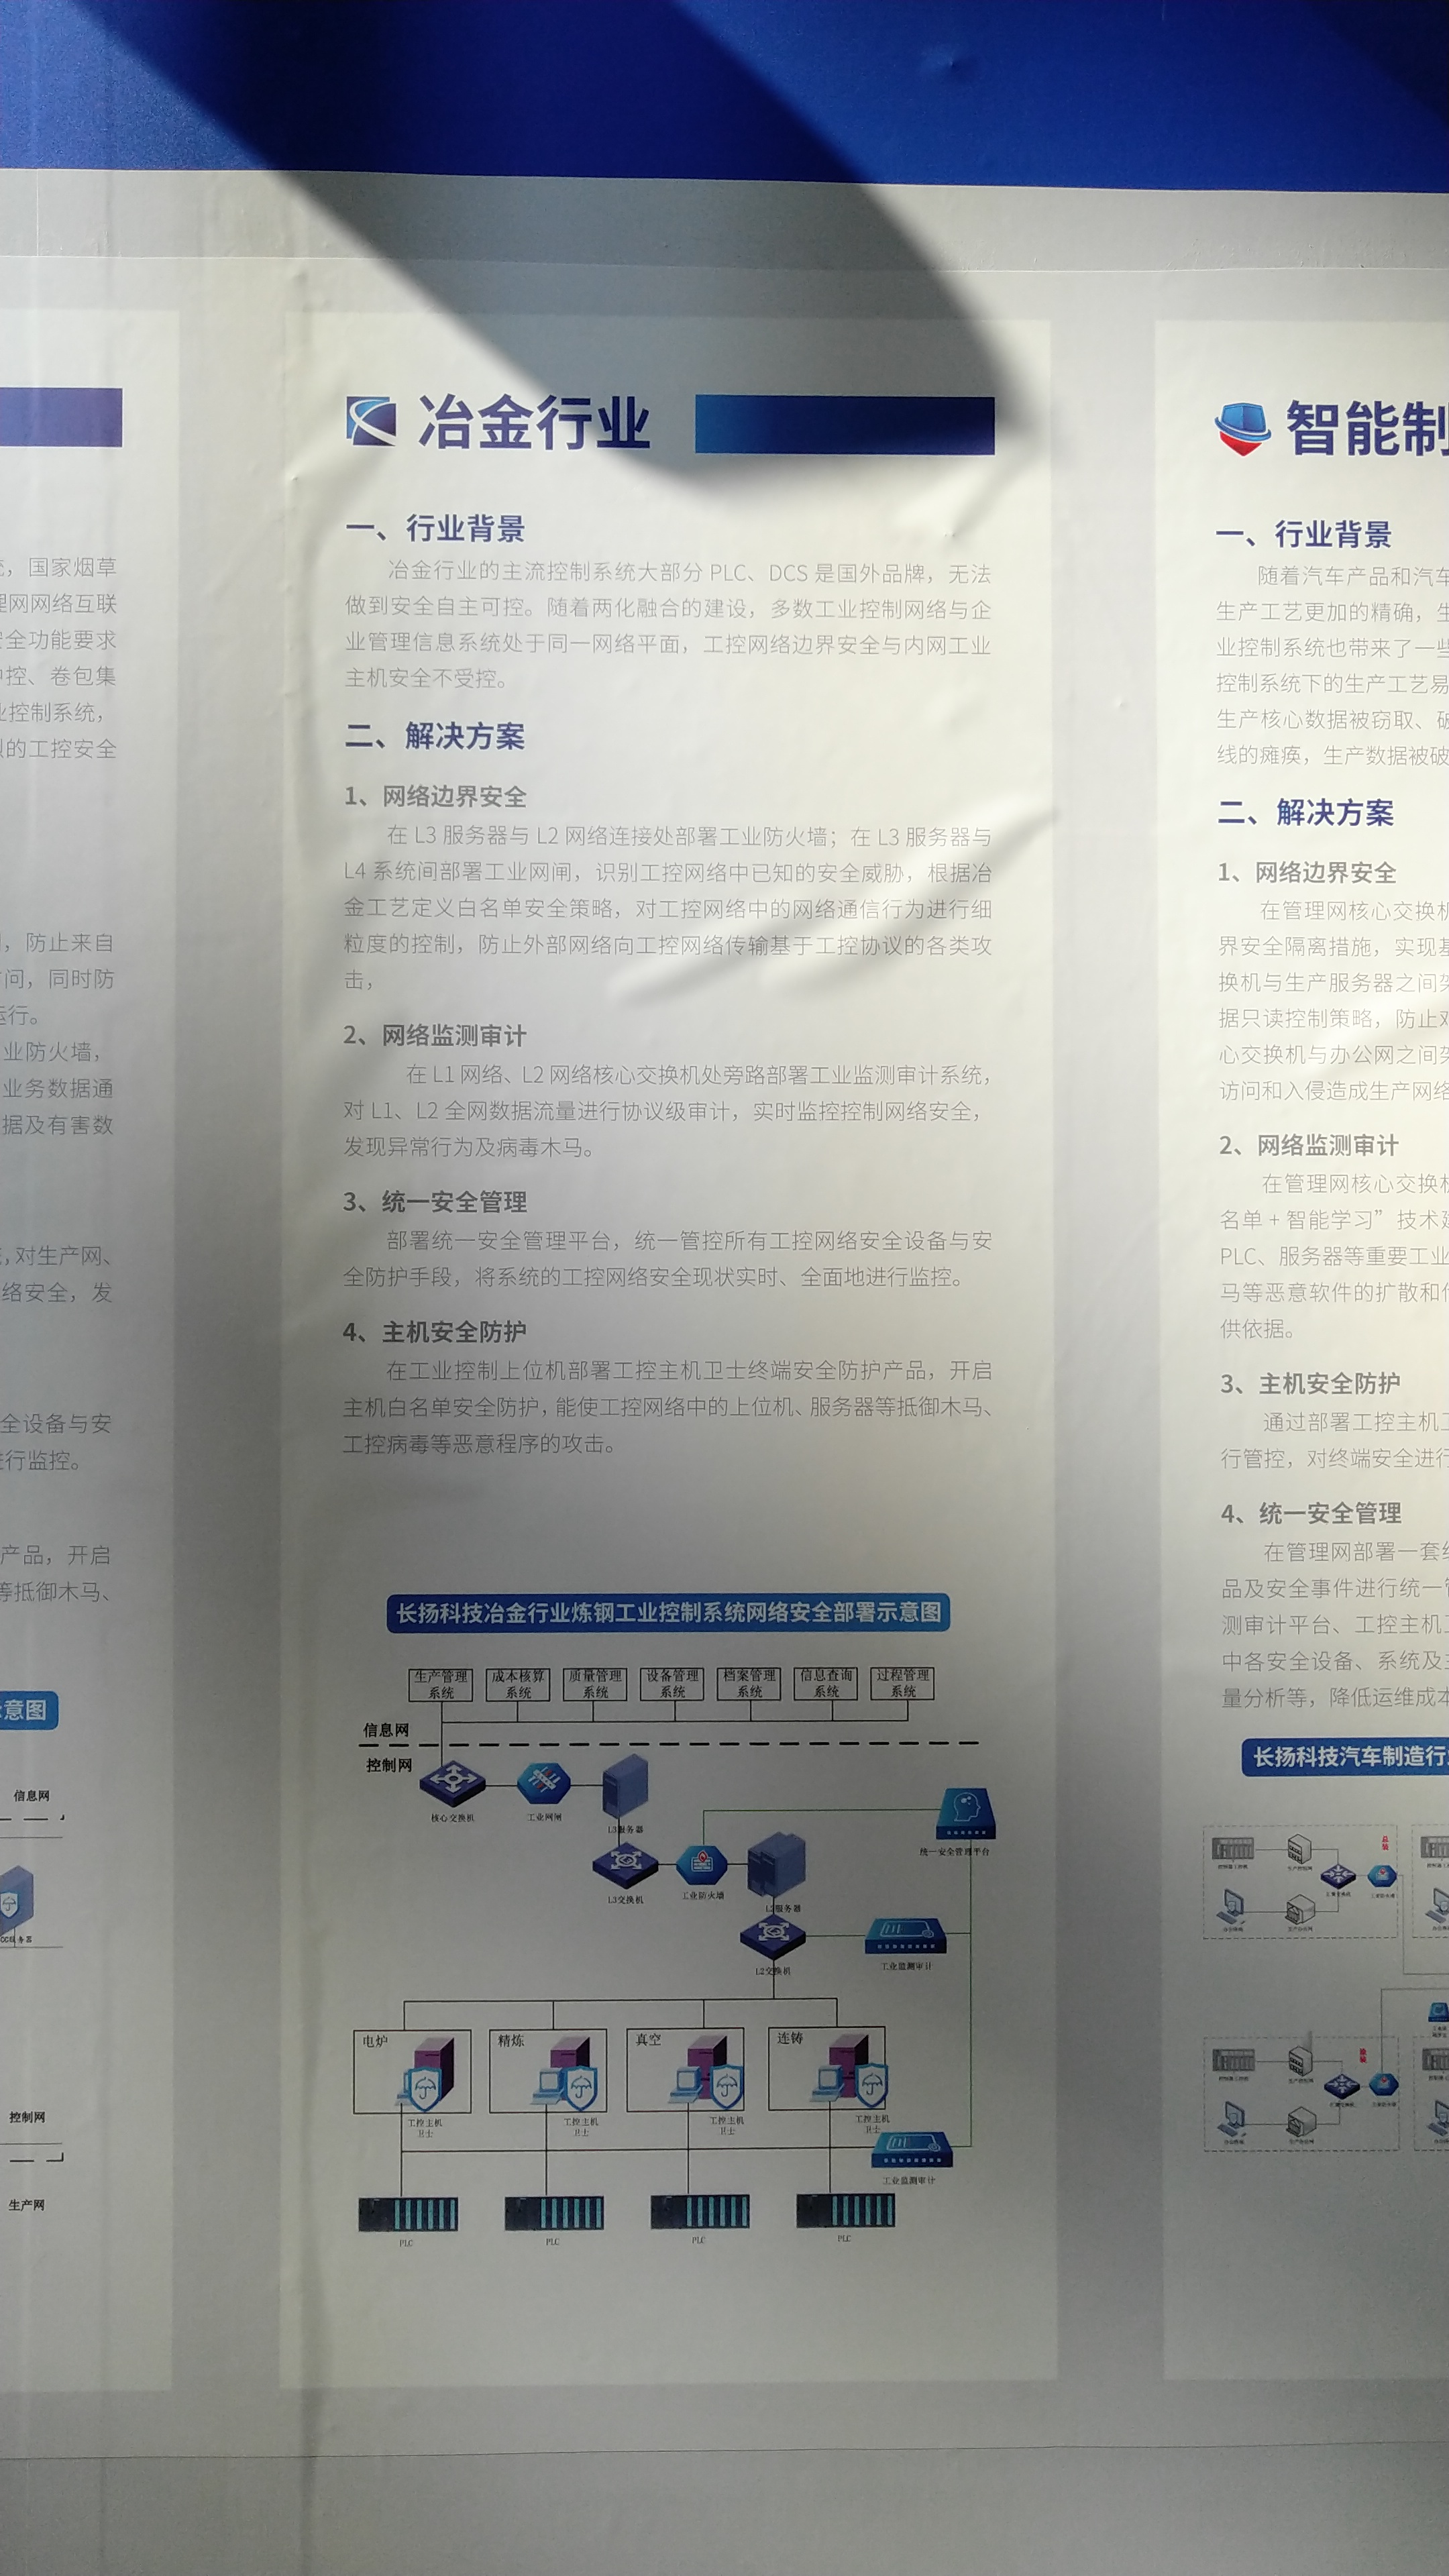 冶金行业
一、行业背景
冶金行业的主流控制系统大部分 PLC、DCS 是国外品牌，无法
做到安全自主可控。随着两化融合的建设，多数工业控制网络与企
业管理信息系统处于同一网络平面，工控网络边界安全与内网工业
主机安全不受控。
二、解决方案
1、网络边界安全
在 L3 服务器与 L2 网络连接处部署工业防火墙；在 L3 服务器与
L4 系统间部署工业网闸，识别工控网络中已知的安全威胁，根据冶
金工艺定义白名单安全策略，对工控网络中的网络通信行为进行细
粒度的控制，防止外部网络向工控网络传输基于工控协议的各类攻
击，
2、网络监测审计
在 L1 网络、L2 网络核心交换机处旁路部署工业监测审计系统，
对 L1、L2 全网数据流量进行协议级审计，实时监控控制网络安全，
发现异常行为及病毒木马。
3、统一安全管理
部署统一安全管理平台，统一管控所有工控网络安全设备与安
全防护手段，将系统的工控网络安全现状实时、全面地进行监控。
4、主机安全防护
在工业控制上位机部署工控主机卫士终端安全防护产品，开启
主机白名单安全防护，能使工控网络中的上位机、服务器等抵御木马、
工控病毒等恶意程序的攻击。
长扬科技冶金行业炼钢工业控制系统网络安全部署示意图
生产管理
系统
成本核算
系统
质量管理
系统
设备管理
系统
档案管理
系统
信息查询
系统
过程管理
系统
信息网
控制网
核心交换机
工业网闸
L3服务器
统一安全管理平台
L3交换机
工业防火墙
L2服务器
L2交换机
工业监测审计
电炉
精炼
真空
连铸
工控主机
卫士
工控主机
卫士
工控主机
卫士
工控主机
卫士
工业监测审计
PLC
PLC
PLC
PLC
，国家烟草
网网络互联
全功能要求
控、卷包集
控制系统，
的工控安全
，防止来自
问，同时防
行。
业防火墙，
业务数据通
据及有害数
，对生产网、
络安全，发
全设备与安
行监控。
产品，开启
等抵御木马、
意图
信息网
控制网
生产网
智能制
一、行业背景
随着汽车产品和汽车
生产工艺更加的精确，生
业控制系统也带来了一些
控制系统下的生产工艺易
生产核心数据被窃取、破
线的瘫痪，生产数据被破
二、解决方案
1、网络边界安全
在管理网核心交换机
界安全隔离措施，实现基
换机与生产服务器之间架
据只读控制策略，防止对
心交换机与办公网之间架
访问和入侵造成生产网络
2、网络监测审计
在管理网核心交换机
名单 + 智能学习”技术建
PLC、服务器等重要工业
马等恶意软件的扩散和传
供依据。
3、主机安全防护
通过部署工控主机卫
行管控，对终端安全进行
4、统一安全管理
在管理网部署一套统
品及安全事件进行统一管
测审计平台、工控主机卫
中各安全设备、系统及主
量分析等，降低运维成本
长扬科技汽车制造行
总装